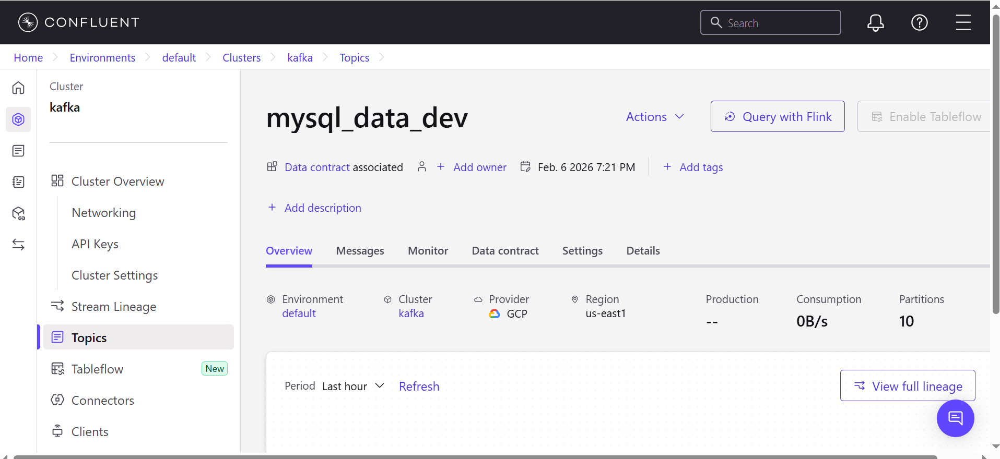 CONFLUENT
Search
Home
Environments
default
Clusters
kafka
Topics
Cluster
kafka
Cluster Overview
Networking
API Keys
Cluster Settings
Stream Lineage
Topics
Tableflow
New
Connectors
Clients
mysql_data_dev
Actions
Query with Flink
Enable Tableflow
Data contract associated
+ Add owner
Feb. 6 2026 7:21 PM
+ Add tags
+ Add description
Overview
Messages
Monitor
Data contract
Settings
Details
Environment
default
Cluster
kafka
Provider
GCP
Region
us-east1
Production
--
Consumption
0B/s
Partitions
10
Period Last hour
Refresh
View full lineage